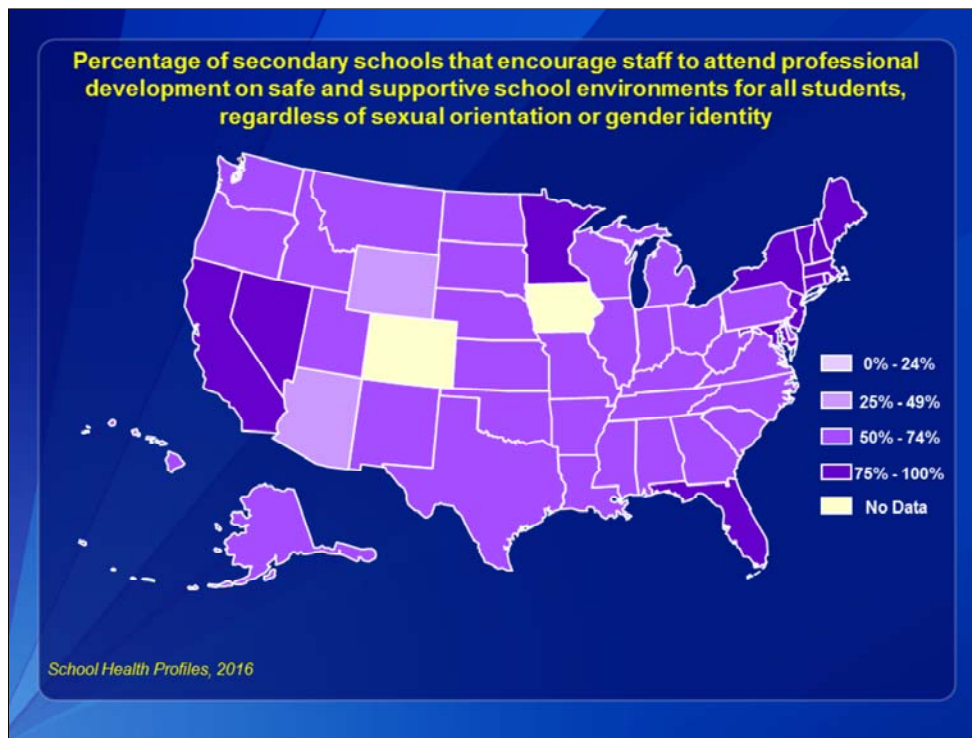 Percentage of secondary schools that encourage staff to attend professional
development on safe and supportive school environments for all students,
regardless of sexual orientation or gender identity
0% - 24%
25% - 49%
50% - 74%
75% - 100%
No Data
School Health Profiles, 2016